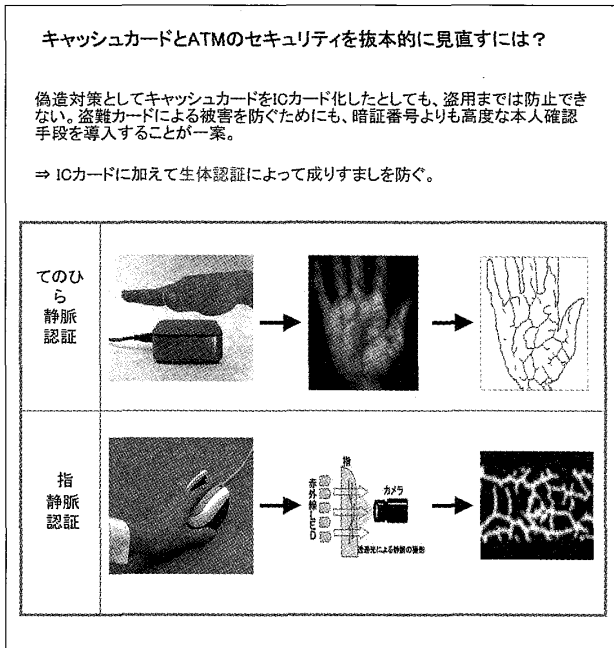 キャッシュカードとATMのセキュリティを抜本的に見直すには？
偽造対策としてキャッシュカードをICカード化したとしても、盗用までは防止でき
ない。盗難カードによる被害を防ぐためにも、暗証番号よりも高度な本人確認
手段を導入することが一案。
⇒ ICカードに加えて生体認証によって成りすましを防ぐ。
てのひ
ら
静脈
認証
指
静脈
認証
指
赤外線LED
カメラ
透過光による静脈の撮影